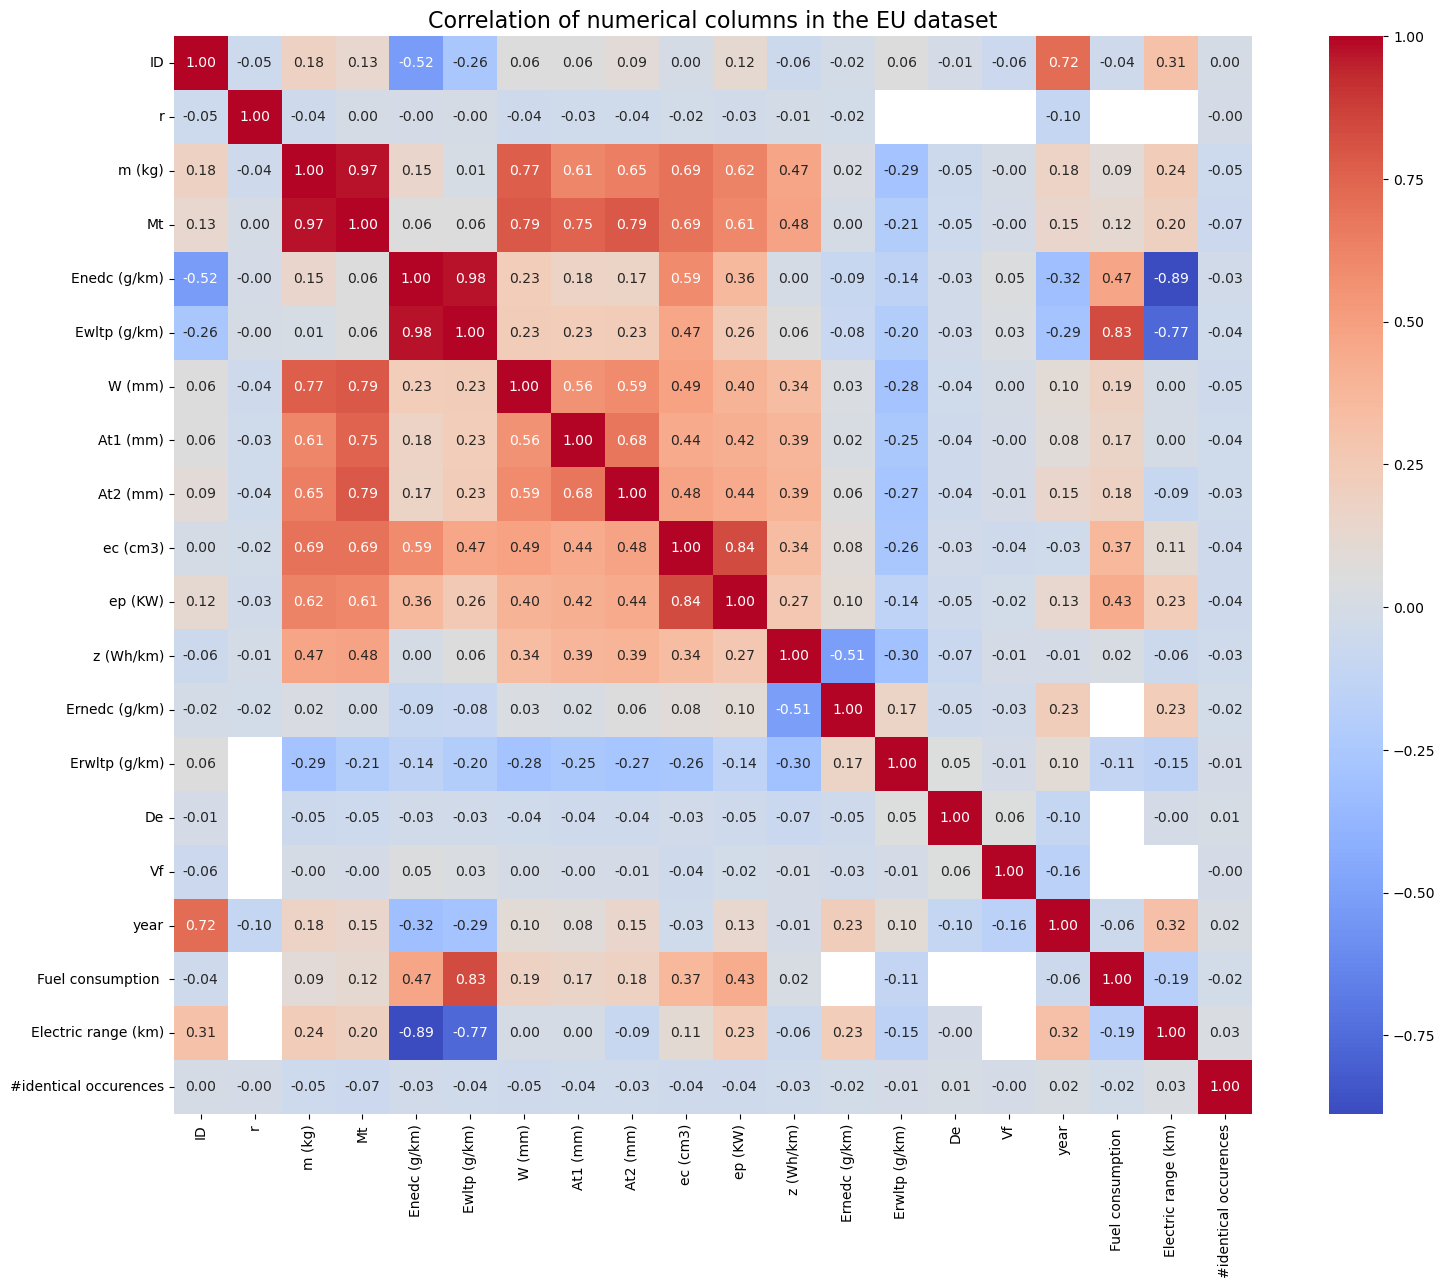 Correlation of numerical columns in the EU dataset
ID 1.00 -0.05 0.18 0.13 -0.52 -0.26 0.06 0.06 0.09 0.00 0.12 -0.06 -0.02 0.06 -0.01 -0.06 0.72 -0.04 0.31 0.00
r -0.05 1.00 -0.04 0.00 -0.00 -0.00 -0.04 -0.03 -0.04 -0.02 -0.03 -0.01 -0.02 -0.10 -0.00
m (kg) 0.18 -0.04 1.00 0.97 0.15 0.01 0.77 0.61 0.65 0.69 0.62 0.47 0.02 -0.29 -0.05 -0.00 0.18 0.09 0.24 -0.05
Mt 0.13 0.00 0.97 1.00 0.06 0.06 0.79 0.75 0.79 0.69 0.61 0.48 0.00 -0.21 -0.05 -0.00 0.15 0.12 0.20 -0.07
Enedc (g/km) -0.52 -0.00 0.15 0.06 1.00 0.98 0.23 0.18 0.17 0.59 0.36 0.00 -0.09 -0.14 -0.03 0.05 -0.32 0.47 -0.89 -0.03
Ewltp (g/km) -0.26 -0.00 0.01 0.06 0.98 1.00 0.23 0.23 0.23 0.47 0.26 0.06 -0.08 -0.20 -0.03 0.03 -0.29 0.83 -0.77 -0.04
W (mm) 0.06 -0.04 0.77 0.79 0.23 0.23 1.00 0.56 0.59 0.49 0.40 0.34 0.03 -0.28 -0.04 0.00 0.10 0.19 0.00 -0.05
At1 (mm) 0.06 -0.03 0.61 0.75 0.18 0.23 0.56 1.00 0.68 0.44 0.42 0.39 0.02 -0.25 -0.04 -0.00 0.08 0.17 0.00 -0.04
At2 (mm) 0.09 -0.04 0.65 0.79 0.17 0.23 0.59 0.68 1.00 0.48 0.44 0.39 0.06 -0.27 -0.04 -0.01 0.15 0.18 -0.09 -0.03
ec (cm3) 0.00 -0.02 0.69 0.69 0.59 0.47 0.49 0.44 0.48 1.00 0.84 0.34 0.08 -0.26 -0.03 -0.04 -0.03 0.37 0.11 -0.04
ep (KW) 0.12 -0.03 0.62 0.61 0.36 0.26 0.40 0.42 0.44 0.84 1.00 0.27 0.10 -0.14 -0.05 -0.02 0.13 0.43 0.23 -0.04
z (Wh/km) -0.06 -0.01 0.47 0.48 0.00 0.06 0.34 0.39 0.39 0.34 0.27 1.00 -0.51 -0.30 -0.07 -0.01 -0.01 0.02 -0.06 -0.03
Ernedc (g/km) -0.02 -0.02 0.02 0.00 -0.09 -0.08 0.03 0.02 0.06 0.08 0.10 -0.51 1.00 0.17 -0.05 -0.03 0.23 0.23 -0.02
Erwltp (g/km) 0.06 -0.29 -0.21 -0.14 -0.20 -0.28 -0.25 -0.27 -0.26 -0.14 -0.30 0.17 1.00 0.05 -0.01 0.10 -0.11 -0.15 -0.01
De -0.01 -0.05 -0.05 -0.03 -0.03 -0.04 -0.04 -0.04 -0.03 -0.05 -0.07 -0.05 0.05 1.00 0.06 -0.10 -0.00 0.01
Vf -0.06 -0.00 -0.00 0.05 0.03 0.00 -0.00 -0.01 -0.04 -0.02 -0.01 -0.03 -0.01 0.06 1.00 -0.16 -0.00
year 0.72 -0.10 0.18 0.15 -0.32 -0.29 0.10 0.08 0.15 -0.03 0.13 -0.01 0.23 0.10 -0.10 -0.16 1.00 -0.06 0.32 0.02
Fuel consumption -0.04 0.09 0.12 0.47 0.83 0.19 0.17 0.18 0.37 0.43 0.02 -0.11 -0.06 1.00 -0.19 -0.02
Electric range (km) 0.31 0.24 0.20 -0.89 -0.77 0.00 0.00 -0.09 0.11 0.23 -0.06 0.23 -0.15 -0.00 0.32 -0.19 1.00 0.03
#identical occurences 0.00 -0.00 -0.05 -0.07 -0.03 -0.04 -0.05 -0.04 -0.03 -0.04 -0.04 -0.03 -0.02 -0.01 0.01 -0.00 0.02 -0.02 0.03 1.00
ID
r
m (kg)
Mt
Enedc (g/km)
Ewltp (g/km)
W (mm)
At1 (mm)
At2 (mm)
ec (cm3)
ep (KW)
z (Wh/km)
Ernedc (g/km)
Erwltp (g/km)
De
Vf
year
Fuel consumption
Electric range (km)
#identical occurences
1.00
0.75
0.50
0.25
0.00
−0.25
−0.50
−0.75